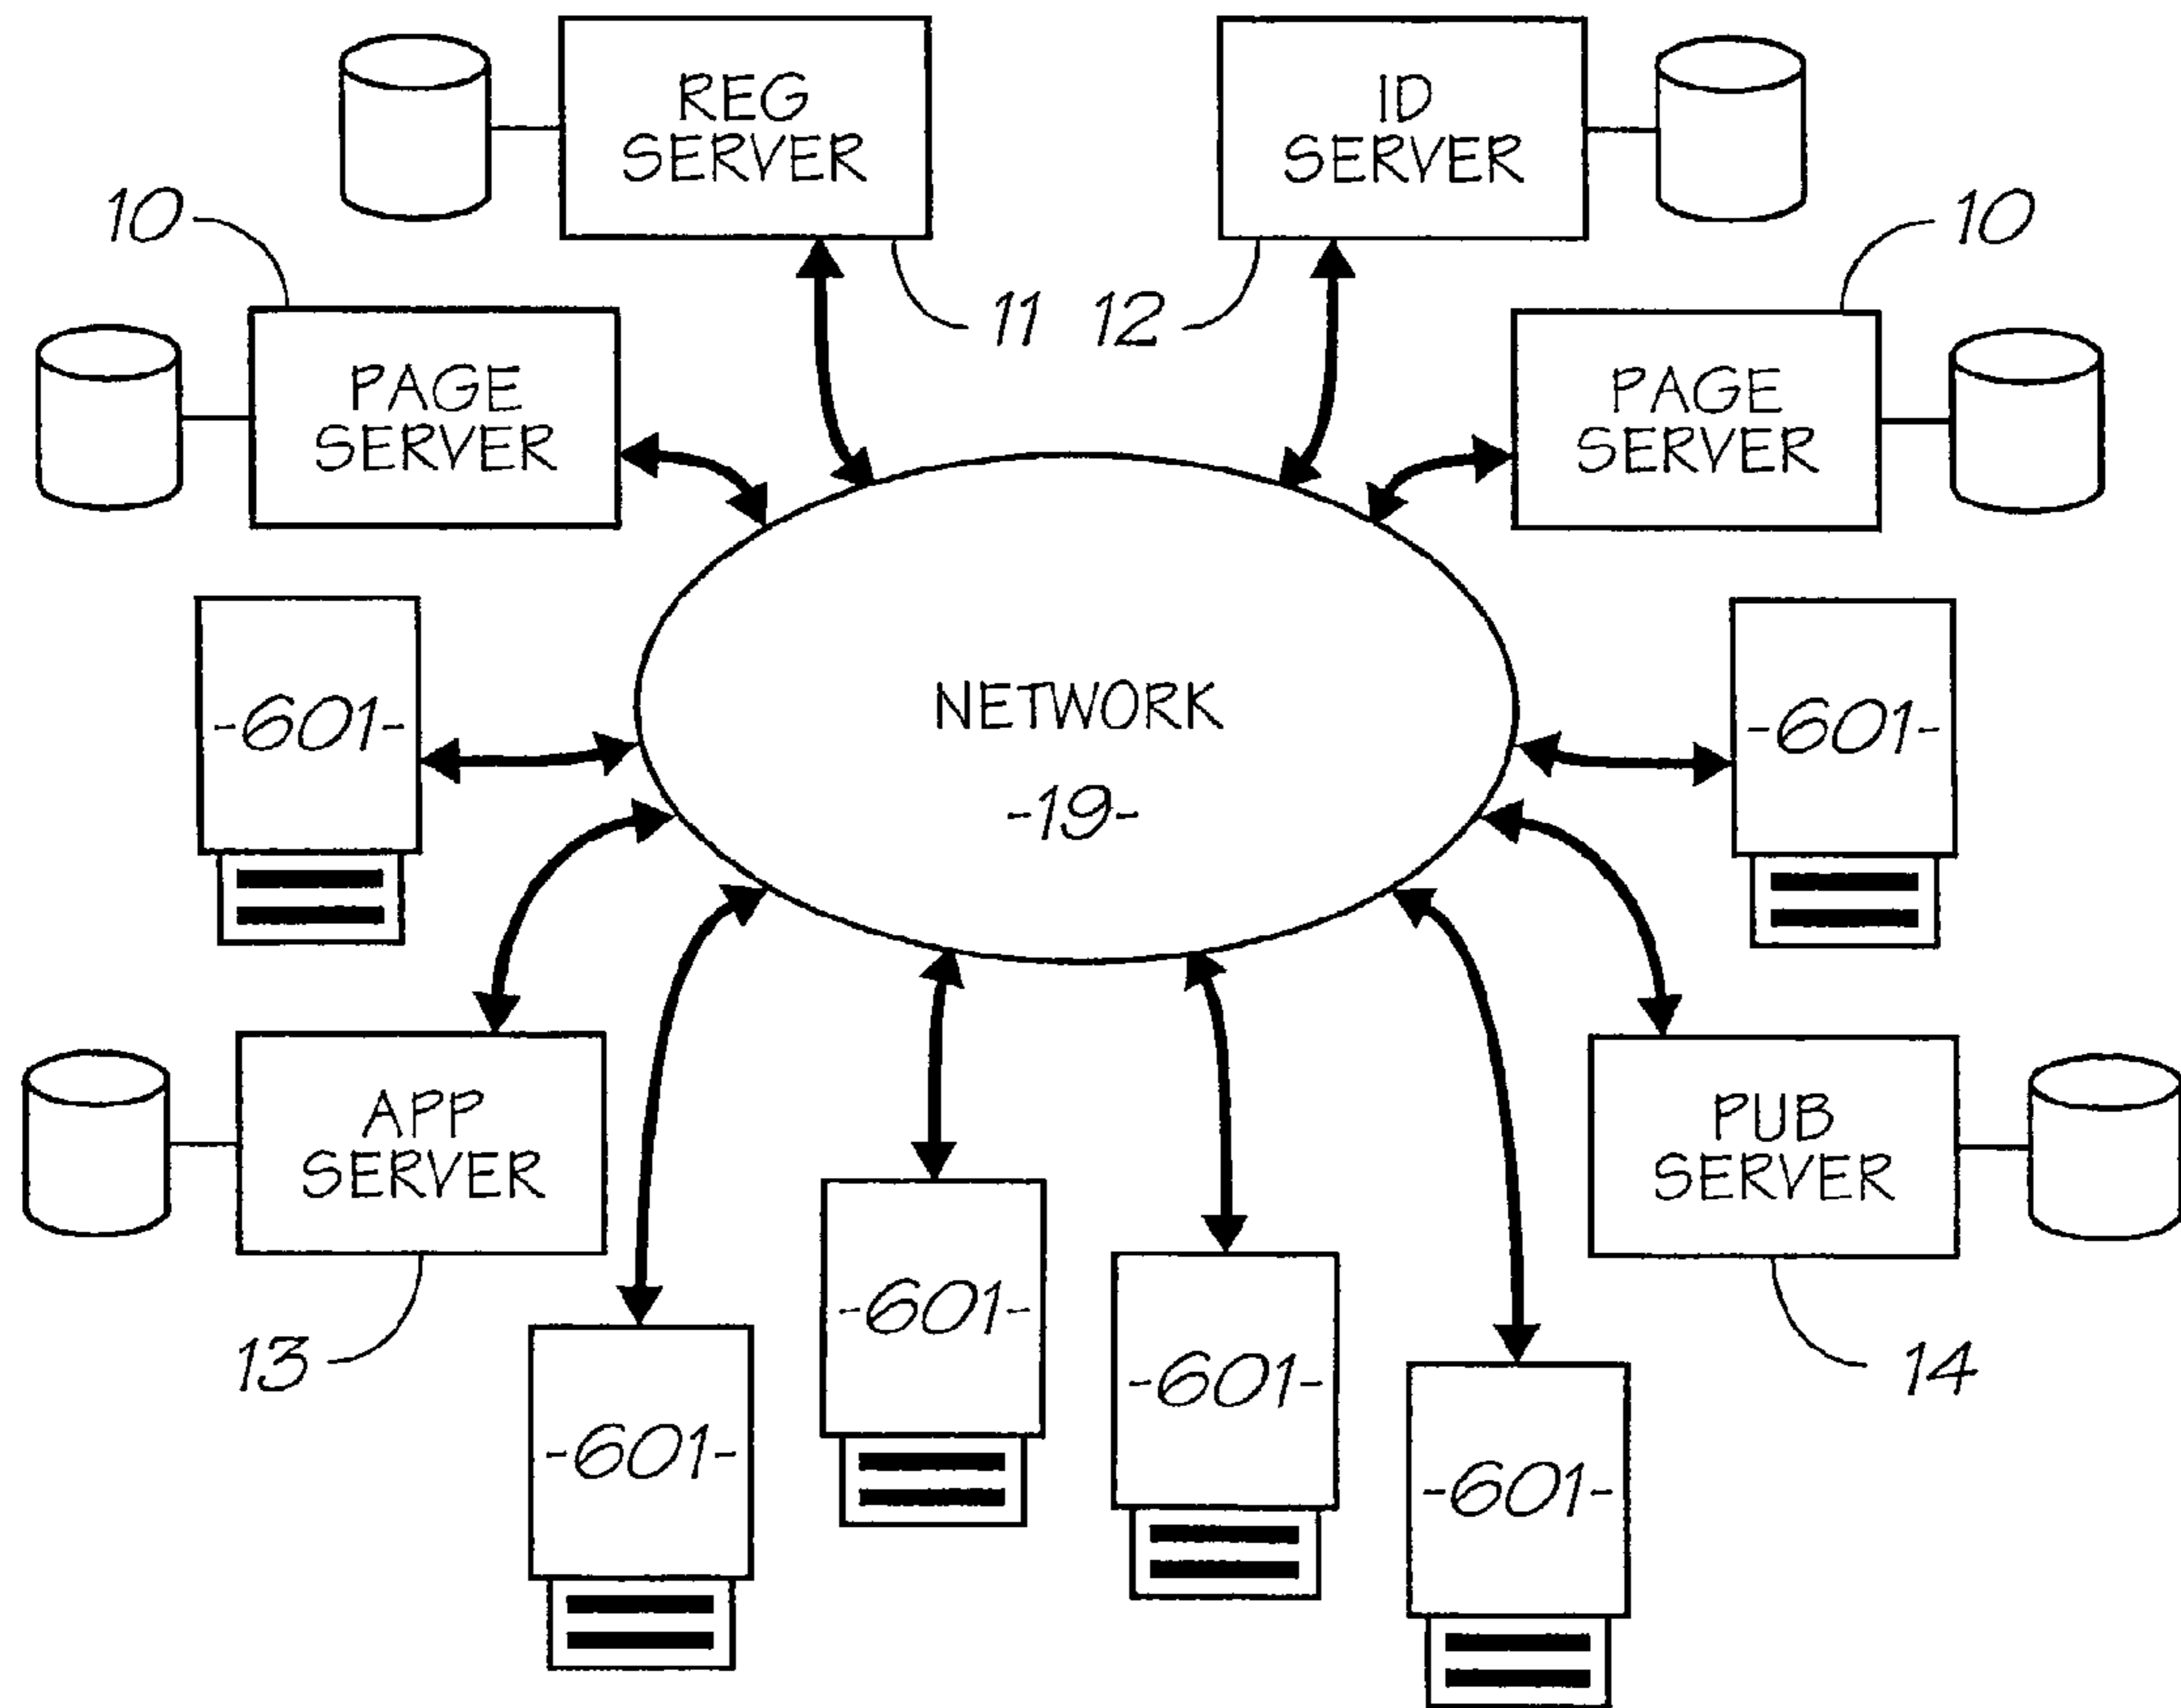 REG
SERVER
ID
SERVER
10
10
11
12
PAGE
SERVER
PAGE
SERVER
-601-
NETWORK
-19-
-601-
APP
SERVER
PUB
SERVER
13
-601-
-601-
-601-
-601-
14